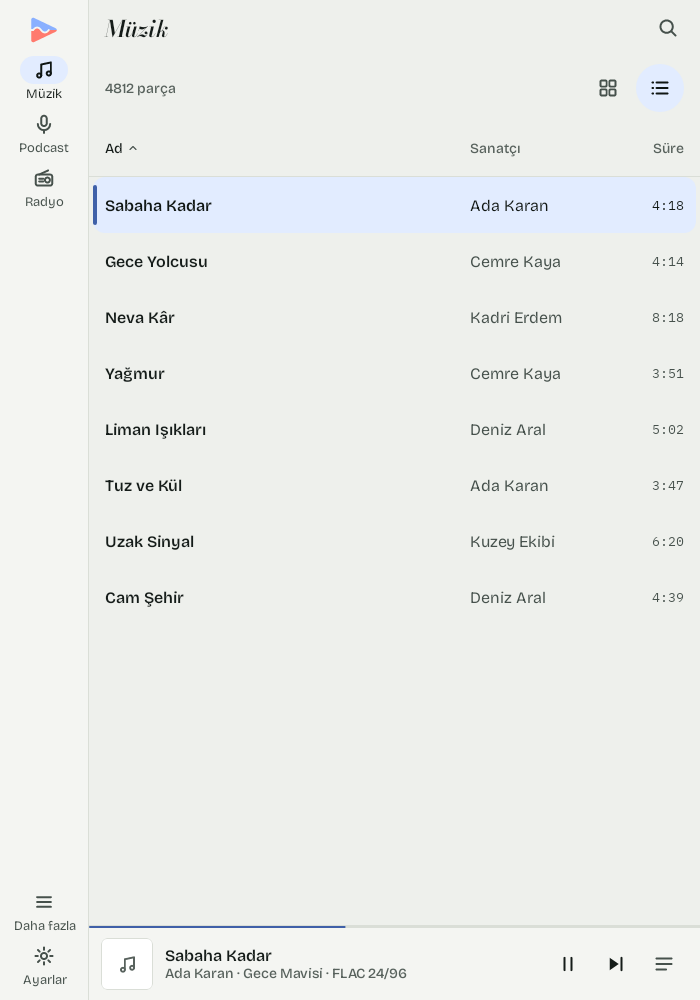 Müzik
Müzik
Podcast
Radyo
4812 parça
Ad Sanatçı Süre
Sabaha Kadar Ada Karan 4:18
Gece Yolcusu Cemre Kaya 4:14
Neva Kâr Kadri Erdem 8:18
Yağmur Cemre Kaya 3:51
Liman Işıkları Deniz Aral 5:02
Tuz ve Kül Ada Karan 3:47
Uzak Sinyal Kuzey Ekibi 6:20
Cam Şehir Deniz Aral 4:39
Daha fazla
Ayarlar
Sabaha Kadar
Ada Karan · Gece Mavisi · FLAC 24/96